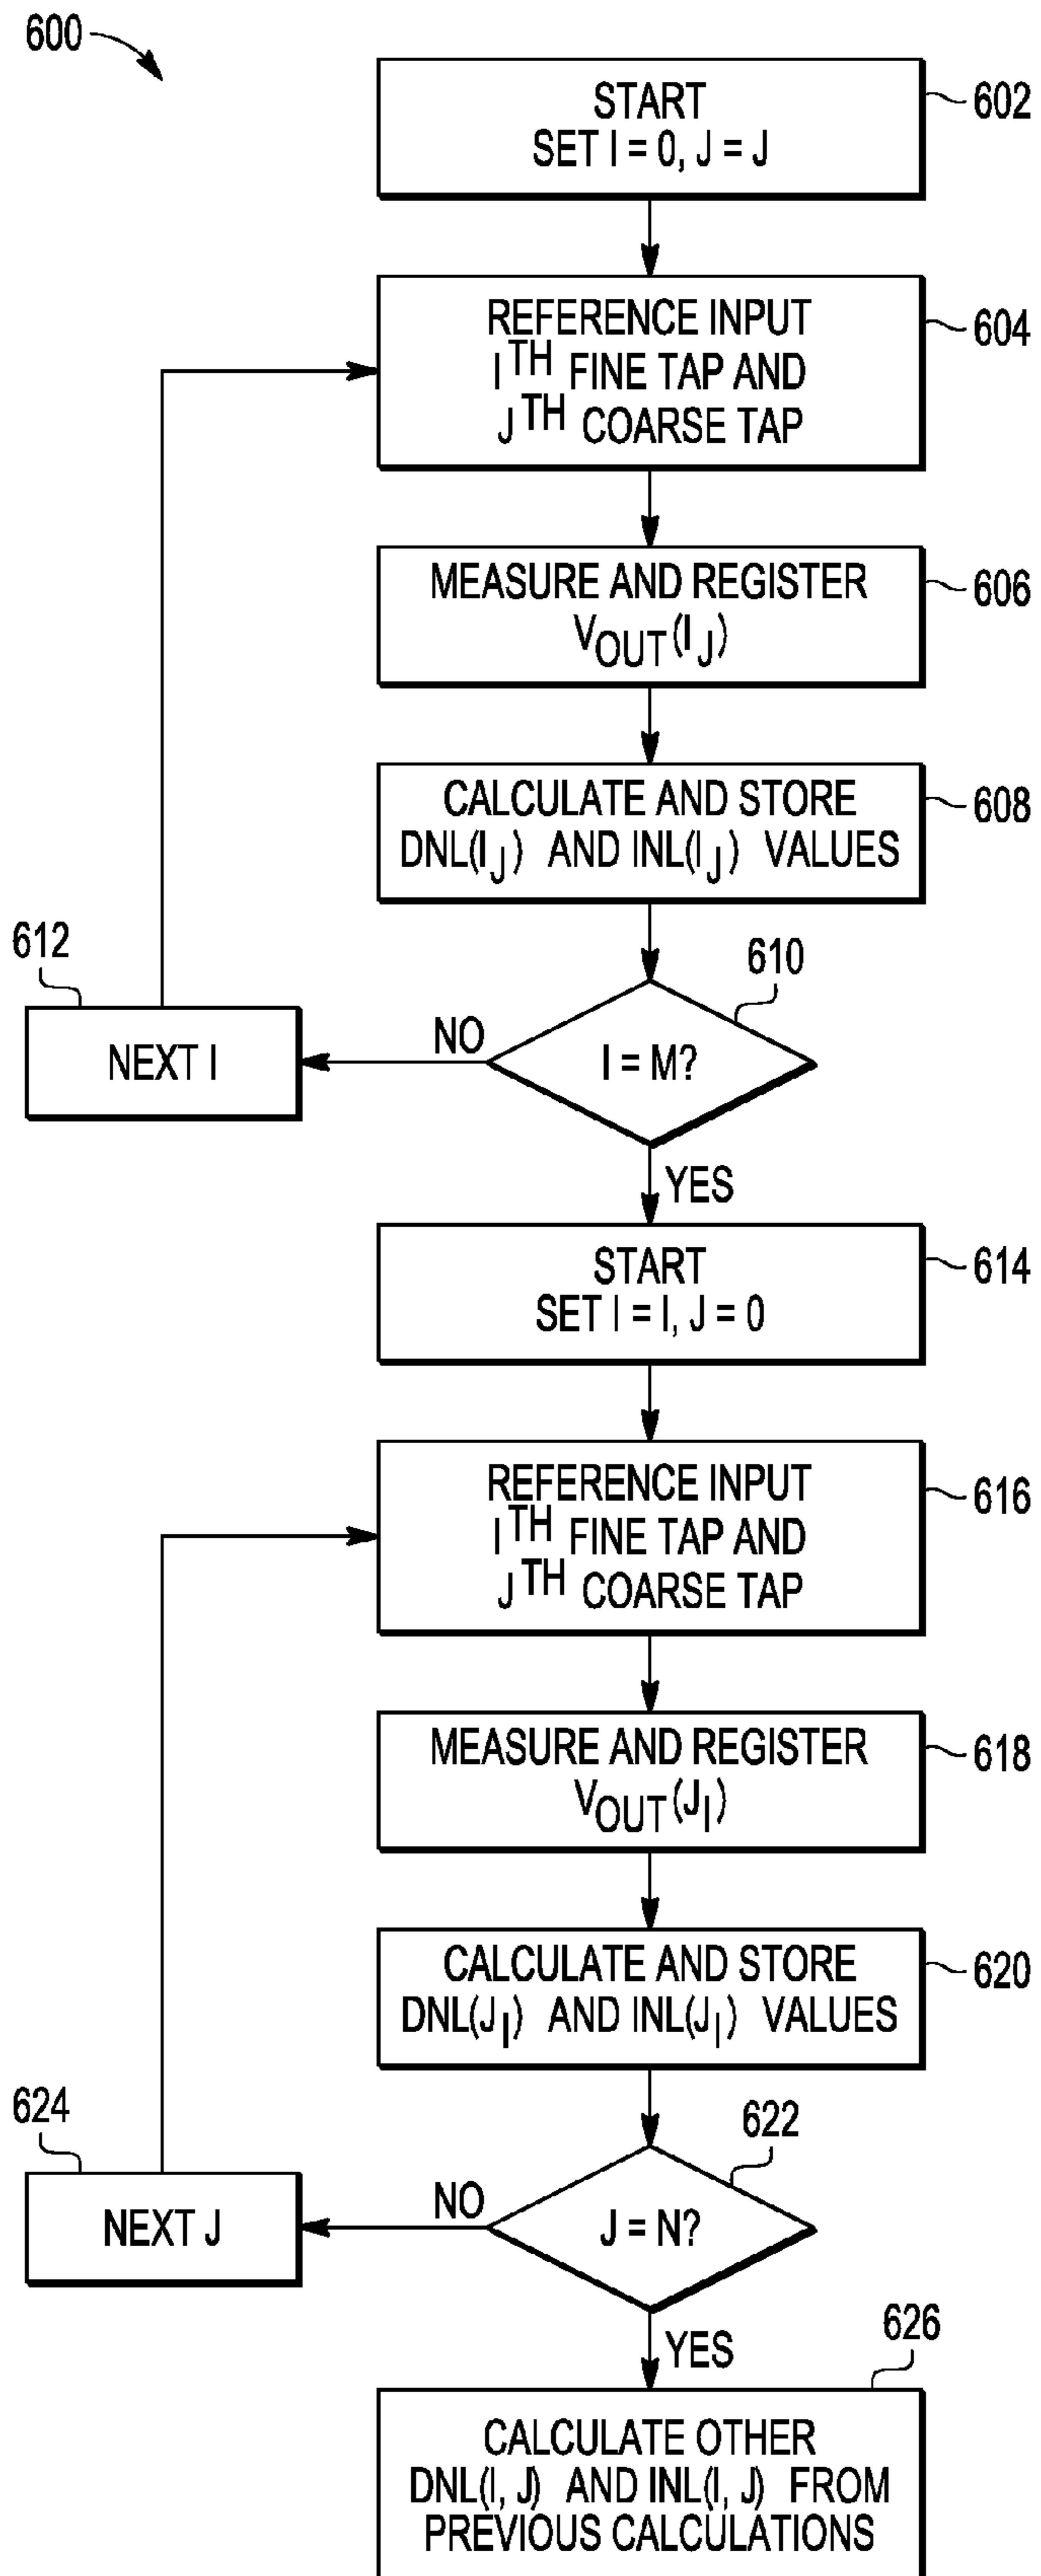 600
START
SET I = 0, J = J
602
REFERENCE INPUT
I TH FINE TAP AND
J TH COARSE TAP
604
MEASURE AND REGISTER
VOUT(IJ)
606
CALCULATE AND STORE
DNL(IJ) AND INL(IJ) VALUES
608
610
I = M?
NO
612
NEXT I
YES
START
SET I = I, J = 0
614
REFERENCE INPUT
I TH FINE TAP AND
J TH COARSE TAP
616
MEASURE AND REGISTER
VOUT(JI)
618
CALCULATE AND STORE
DNL(JI) AND INL(JI) VALUES
620
622
J = N?
NO
624
NEXT J
YES
626
CALCULATE OTHER
DNL(I, J) AND INL(I, J) FROM
PREVIOUS CALCULATIONS